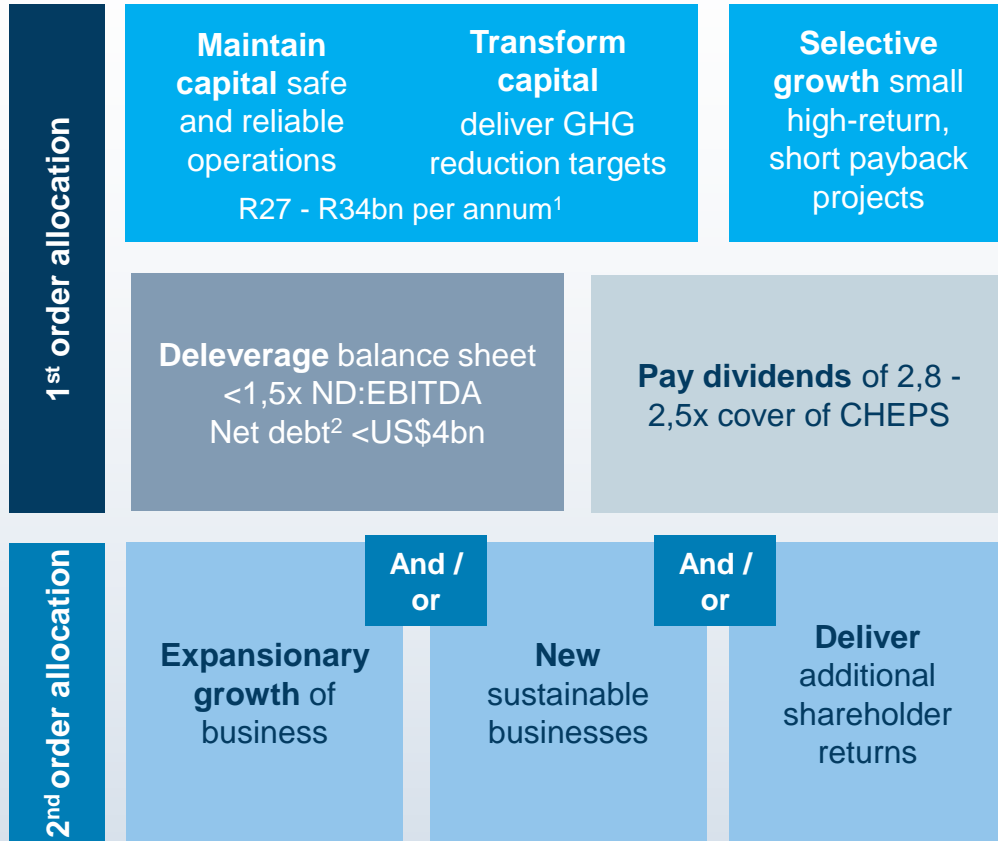 1st order allocation
Maintain
capital safe
and reliable
operations
Transform
capital
deliver GHG
reduction targets
R27 - R34bn per annum¹
Selective
growth small
high-return,
short payback
projects
Deleverage balance sheet
<1,5x ND:EBITDA
Net debt² <US$4bn
Pay dividends of 2,8 -
2,5x cover of CHEPS
2nd order allocation
Expansionary
growth of
business
And /
or
New
sustainable
businesses
And /
or
Deliver
additional
shareholder
returns